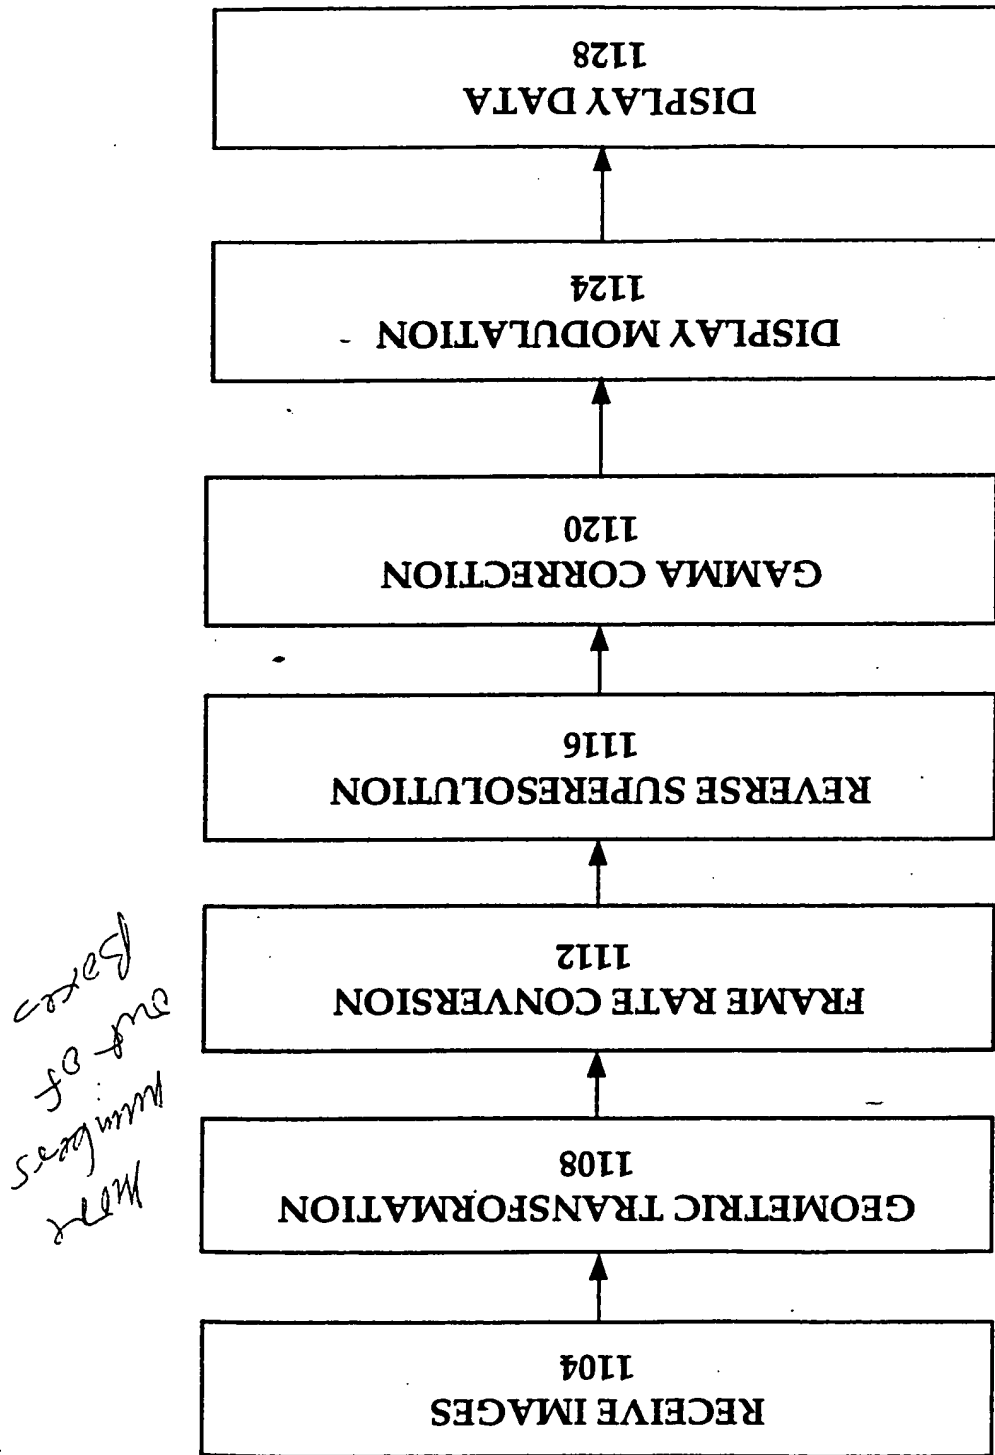 RECEIVE IMAGES
1104
GEOMETRIC TRANSFORMATION
1108
FRAME RATE CONVERSION
1112
REVERSE SUPERESOLUTION
1116
GAMMA CORRECTION
1120
DISPLAY MODULATION
1124
DISPLAY DATA
1128
numbers
out of
Boxes